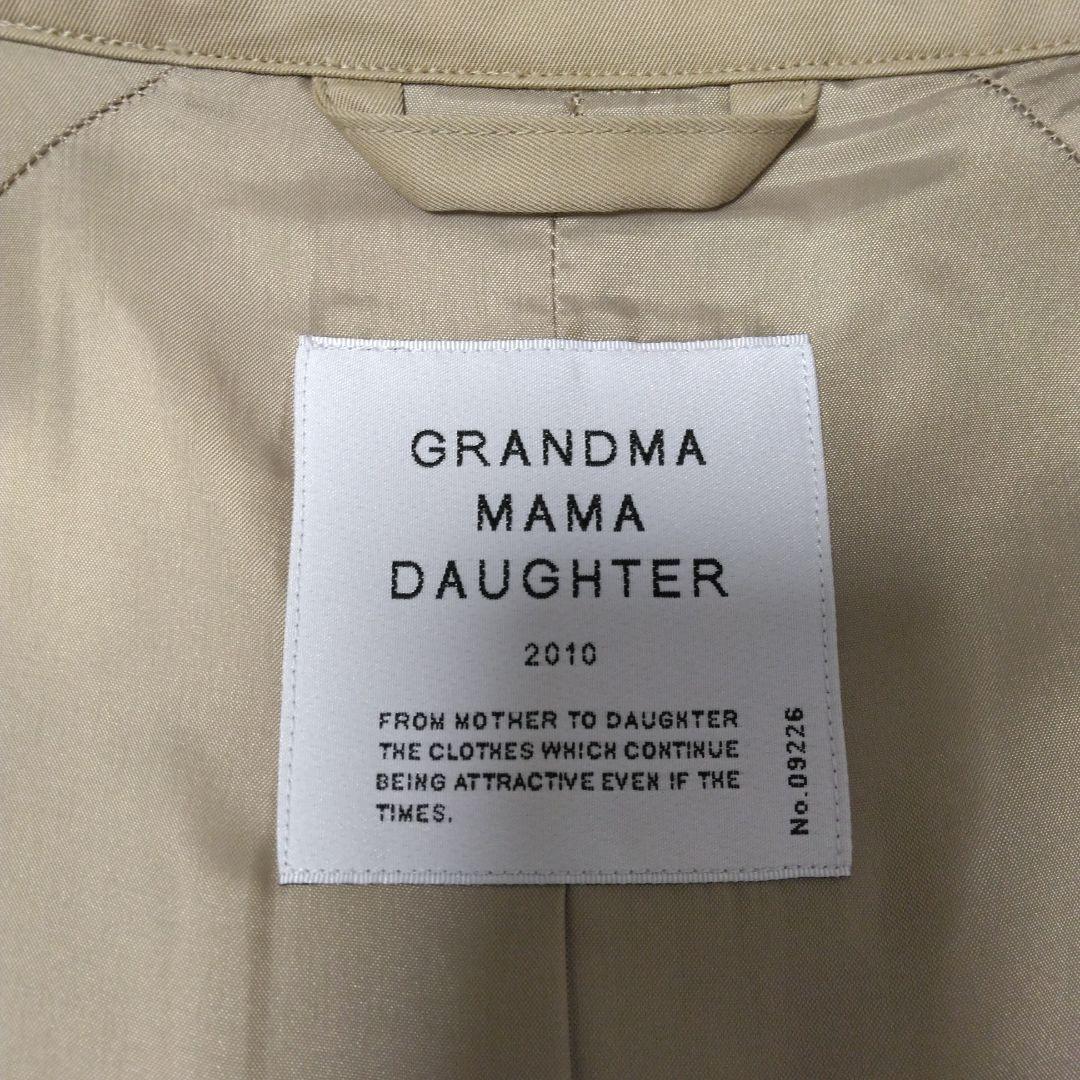 GRANDMA
MAMA
DAUGHTER
2010
FROM MOTHER TO DAUGHTER
THE CLOTHES WHICH CONTINUE
BEING ATTRACTIVE EVEN IF THE
TIMES.
No.09226